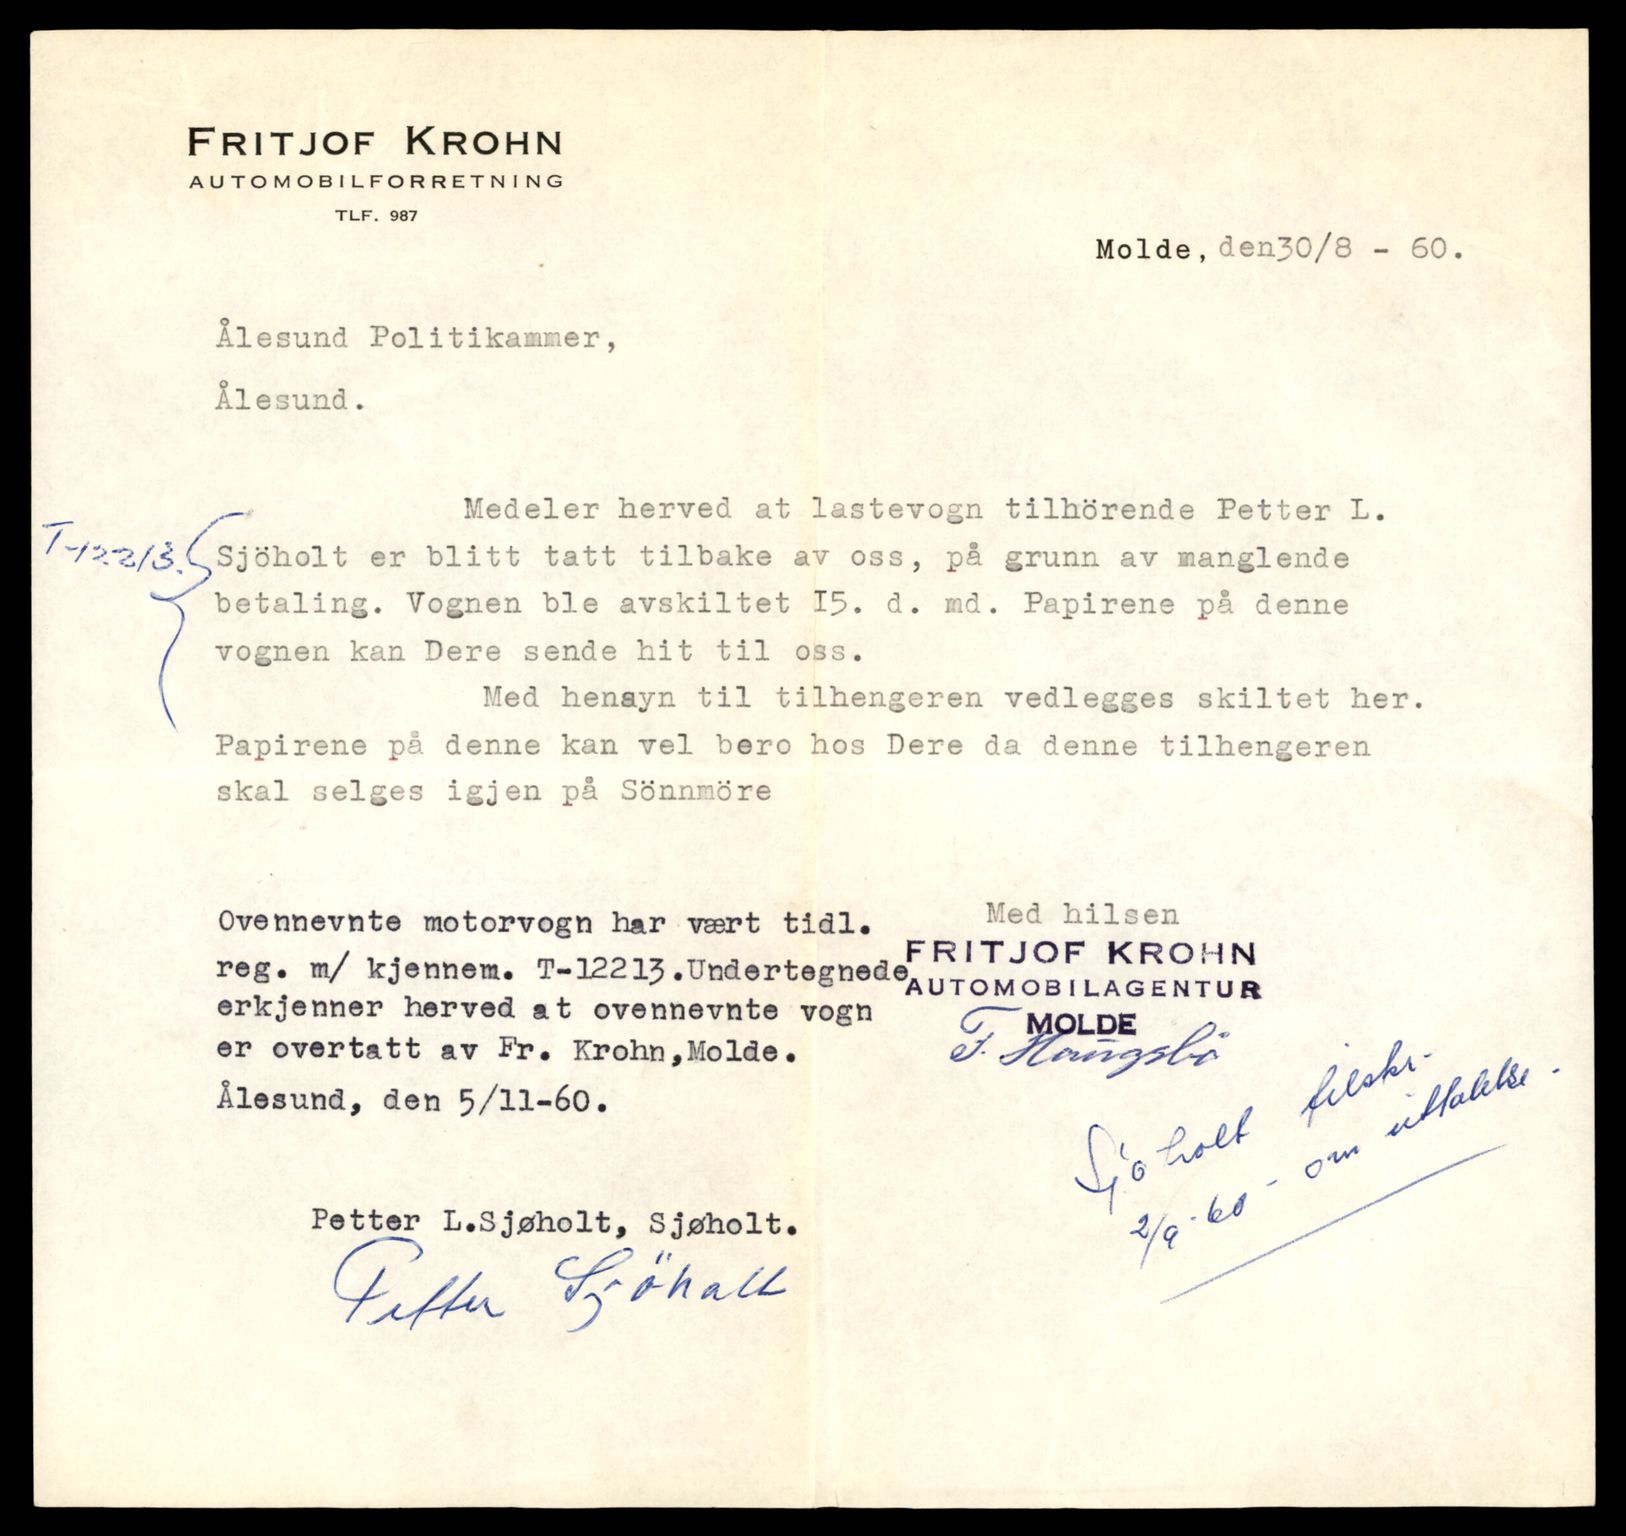 FRITJOF KROHN
AUTOMOBILFORRETNING
TLF. 987
Molde, den30/8 - 60.
Ålesund Politikammer,
Ålesund.
Medeler herved at lastevogn tilhörende Petter L.
T-12213.
Sjöholt er blitt tatt tilbake av oss, på grunn av manglende
betaling. Vognen ble avskiltet I5. d. md. Papirene på denne
vognen kan Dere sende hit til oss.
Med hensyn til tilhengeren vedlegges skiltet her.
Papirene på denne kan vel bero hos Dere da denne tilhengeren
skal selges igjen på Sönnmöre
Ovennevnte motorvogn har vært tidl.
reg. m/ kjennem. T-12213.Undertegnede
erkjenner herved at ovennevnte vogn
er overtatt av Fr. Krohn,Molde.
Ålesund, den 5/11-60.
Med hilsen
FRITJOF KROHN
AUTOMOBILAGENTUR
MOLDE
F.
Sjøholt tilskr.
2/9-60 - om uttalelse.
Petter L.Sjøholt, Sjøholt.
Petter Sjöholt